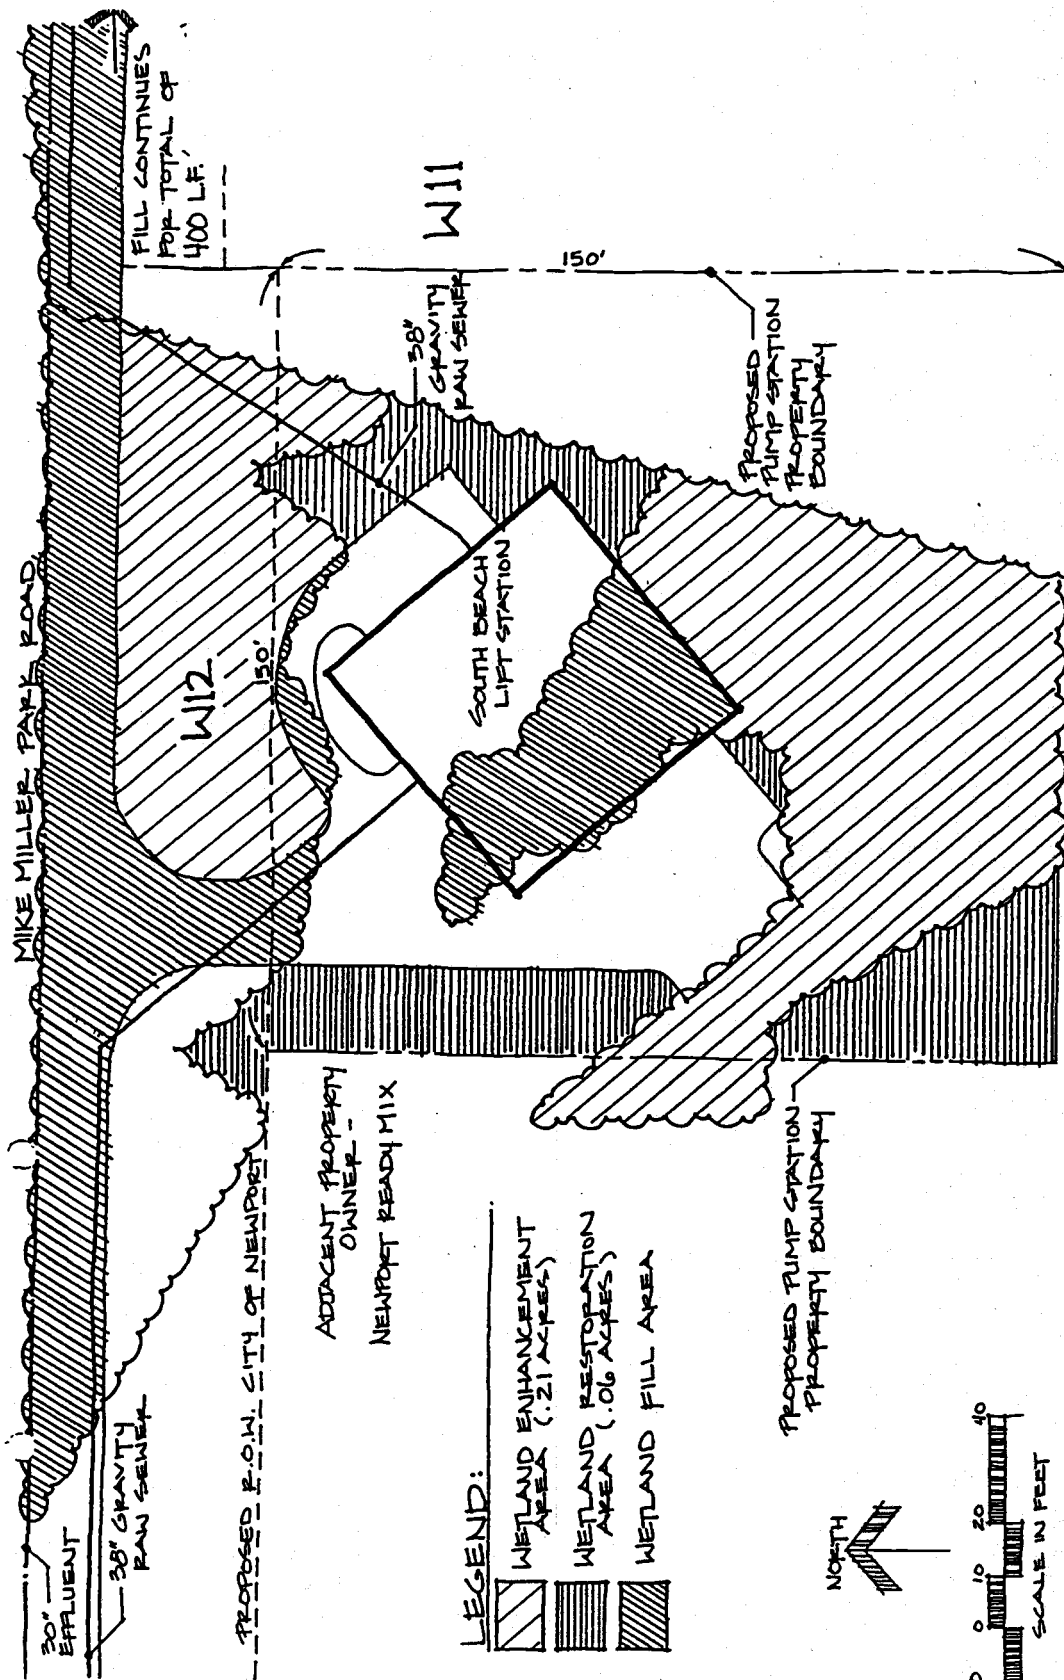 MIKE MILLER PARK ROAD
FILL CONTINUES
FOR TOTAL OF
400 L.F.
W11
W12
150'
150'
38"
GRAVITY
RAW SEWER
PROPOSED
PUMP STATION
PROPERTY
BOUNDARY
SOUTH BEACH
LIFT STATION
30"
EFFLUENT
38" GRAVITY
RAW SEWER
PROPOSED R.O.W. CITY OF NEWPORT
ADJACENT PROPERTY
OWNER -
NEWPORT READY MIX
PROPOSED PUMP STATION
PROPERTY BOUNDARY
LEGEND:
WETLAND ENHANCEMENT
AREA (.21 ACRES)
WETLAND RESTORATION
AREA (.06 ACRES)
WETLAND FILL AREA
NORTH
0 10 20 40
SCALE IN FEET